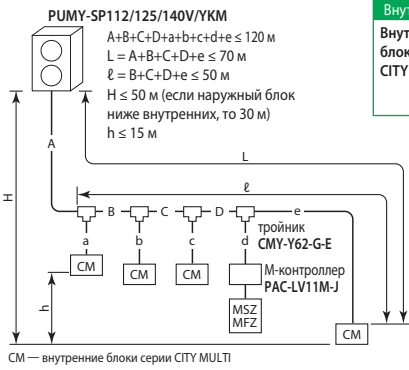 PUMY-SP112/125/140V/YKM
A+B+C+D+a+b+c+d+e ≤ 120 м
L = A+B+C+D+e ≤ 70 м
ℓ = B+C+D+e ≤ 50 м
H ≤ 50 м (если наружный блок
ниже внутренних, то 30 м)
h ≤ 15 м
Внут
блок
CITY
A
L
H
ℓ
B
C
D
e
тройник
CMY-Y62-G-E
a
b
c
d
CM
CM
CM
М-контроллер
PAC-LV11M-J
h
MSZ
MFZ
CM
CM — внутренние блоки серии CITY MULTI